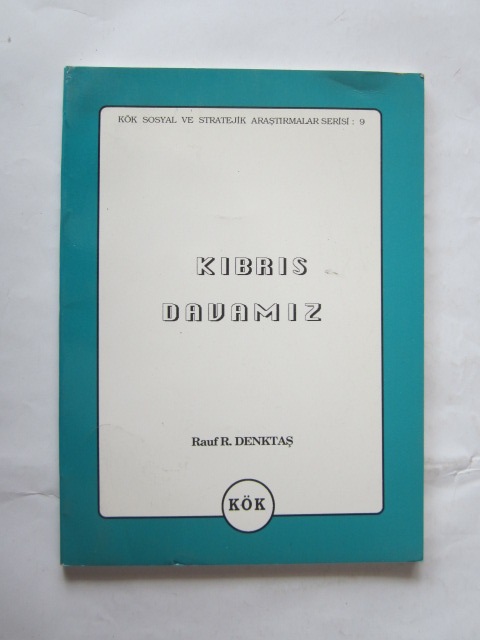 KÖK SOSYAL VE STRATEJİK ARAŞTIRMALAR SERİSİ : 9
KIBRIS
DAVAMIZ
Rauf R. DENKTAŞ
KÖK